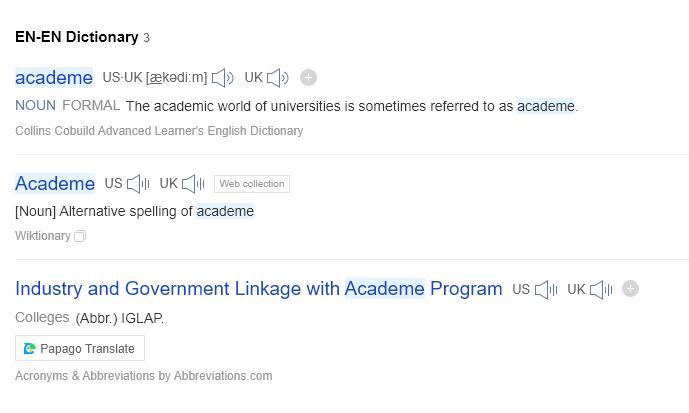 EN-EN Dictionary 3
academe US·UK [ækədi:m] UK
NOUN FORMAL The academic world of universities is sometimes referred to as academe.
Collins Cobuild Advanced Learner's English Dictionary
Academe US UK Web collection
[Noun] Alternative spelling of academe
Wiktionary
Industry and Government Linkage with Academe Program US UK
Colleges (Abbr.) IGLAP.
Papago Translate
Acronyms & Abbreviations by Abbreviations.com